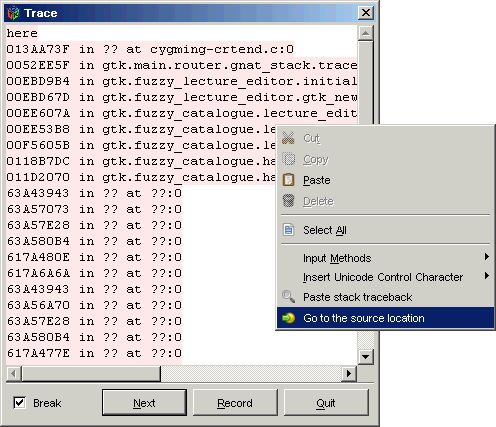 Trace
here
013AA73F in ?? at cygming-crtend.c:0
0052EE5F in gtk.main.router.gnat_stack.trace
00EBD9B4 in gtk.fuzzy_lecture_editor.initial
00EBD67D in gtk.fuzzy_lecture_editor.gtk_new
00EE607A in gtk.fuzzy_catalogue.lecture_edit
00EE53B8 in gtk.fuzzy_catalogue.le
00F5605B in gtk.fuzzy_catalogue.le
0118B7DC in gtk.fuzzy_catalogue.ha
011D2070 in gtk.fuzzy_catalogue.ha
63A43943 in ?? at ??:0
63A57073 in ?? at ??:0
63A57E28 in ?? at ??:0
63A580B4 in ?? at ??:0
617A480E in ?? at ??:0
617A6A6A in ?? at ??:0
63A43943 in ?? at ??:0
63A56A70 in ?? at ??:0
63A57E28 in ?? at ??:0
63A580B4 in ?? at ??:0
617A477E in ?? at ??:0
Cut
Copy
Paste
Delete
Select All
Input Methods
Insert Unicode Control Character
Paste stack traceback
Go to the source location
Break
Next
Record
Quit